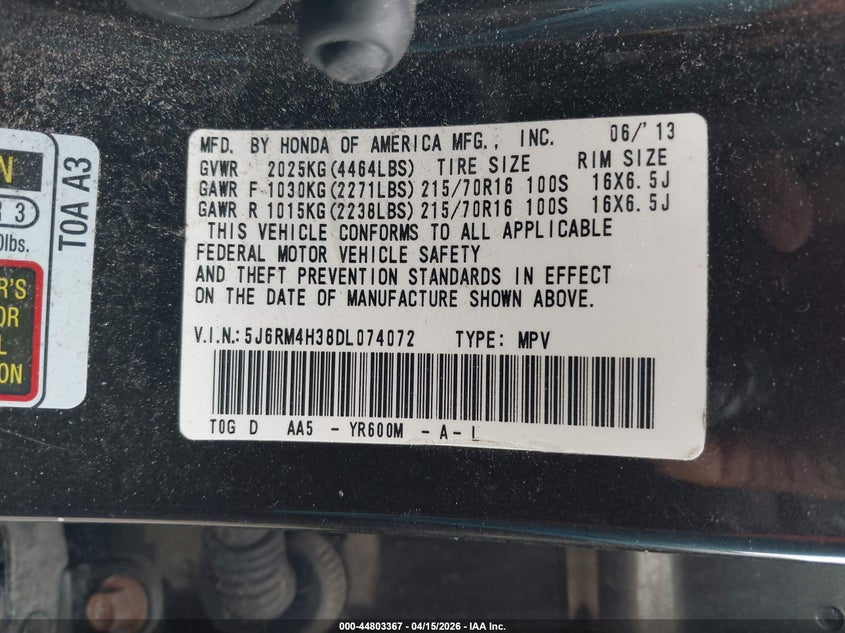 MFD. BY HONDA OF AMERICA MFG., INC. 06/'13
GVWR 2025KG(4464LBS) TIRE SIZE RIM SIZE
GAWR F 1030KG(2271LBS) 215/70R16 100S 16X6.5J
GAWR R 1015KG(2238LBS) 215/70R16 100S 16X6.5J
THIS VEHICLE CONFORMS TO ALL APPLICABLE
FEDERAL MOTOR VEHICLE SAFETY
AND THEFT PREVENTION STANDARDS IN EFFECT
ON THE DATE OF MANUFACTURE SHOWN ABOVE.
V.I.N.: 5J6RM4H38DL074072 TYPE: MPV
TOG D AA5 - YR600M - A - L
T0A A3
3
lbs.
000-44803367 - 04/15/2026 - IAA Inc.